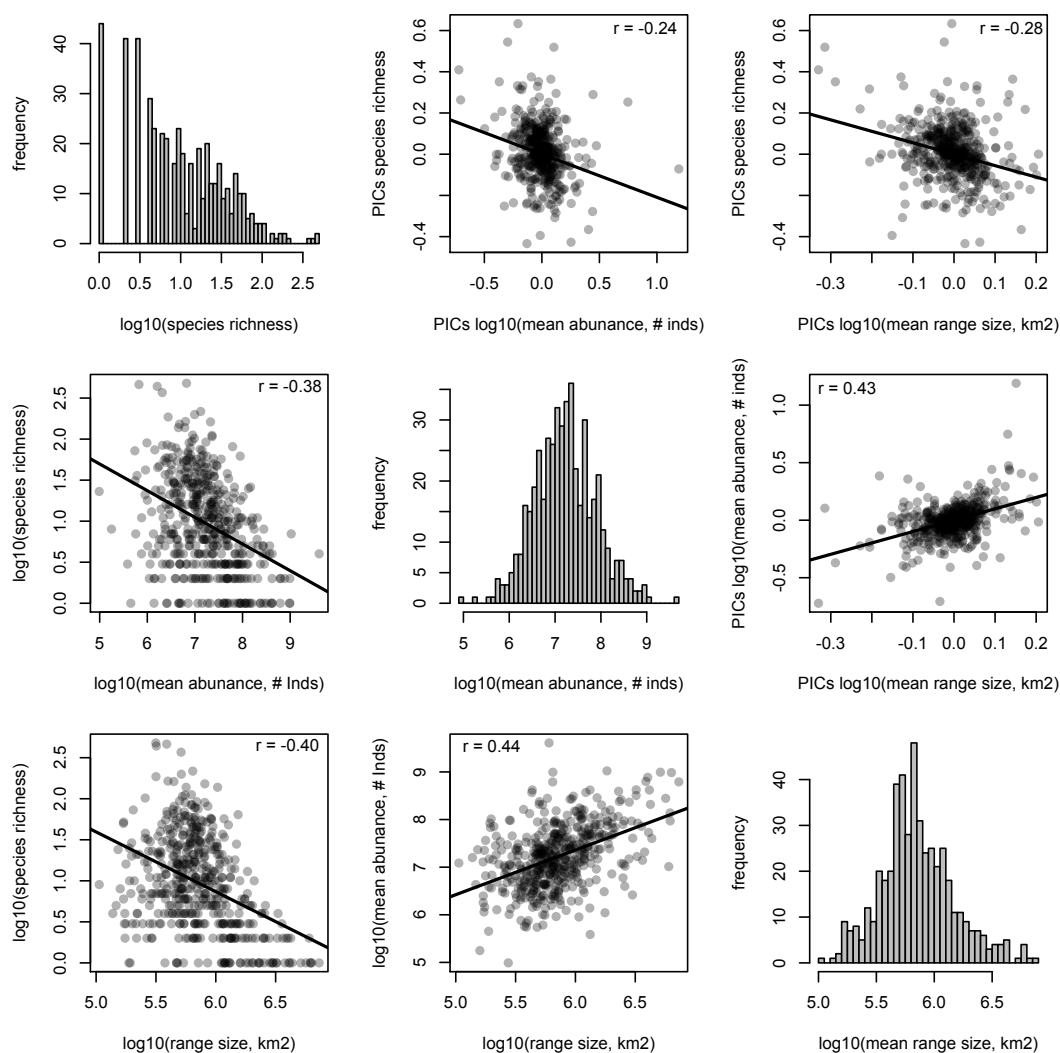 frequency
0 10 20 30 40
0.0 0.5 1.0 1.5 2.0 2.5
log10(species richness)
r = -0.24
PICs species richness
-0.4 0.0 0.2 0.4 0.6
-0.5 0.0 0.5 1.0
PICs log10(mean abunance, # inds)
r = -0.28
PICs species richness
-0.4 0.0 0.2 0.4 0.6
-0.3 -0.1 0.0 0.1 0.2
PICs log10(mean range size, km2)
r = -0.38
log10(species richness)
0.0 0.5 1.0 1.5 2.0 2.5
5 6 7 8 9
log10(mean abunance, # Inds)
frequency
0 5 10 20 30
5 6 7 8 9
log10(mean abunance, # inds)
r = 0.43
PICs log10(mean abunance, # inds)
-0.5 0.0 0.5 1.0
-0.3 -0.1 0.0 0.1 0.2
PICs log10(mean range size, km2)
r = -0.40
log10(species richness)
0.0 0.5 1.0 1.5 2.0 2.5
5.0 5.5 6.0 6.5
log10(range size, km2)
r = 0.44
log10(mean abunance, # Inds)
5 6 7 8 9
5.0 5.5 6.0 6.5
log10(range size, km2)
frequency
0 10 20 30 40
5.0 5.5 6.0 6.5
log10(mean range size, km2)